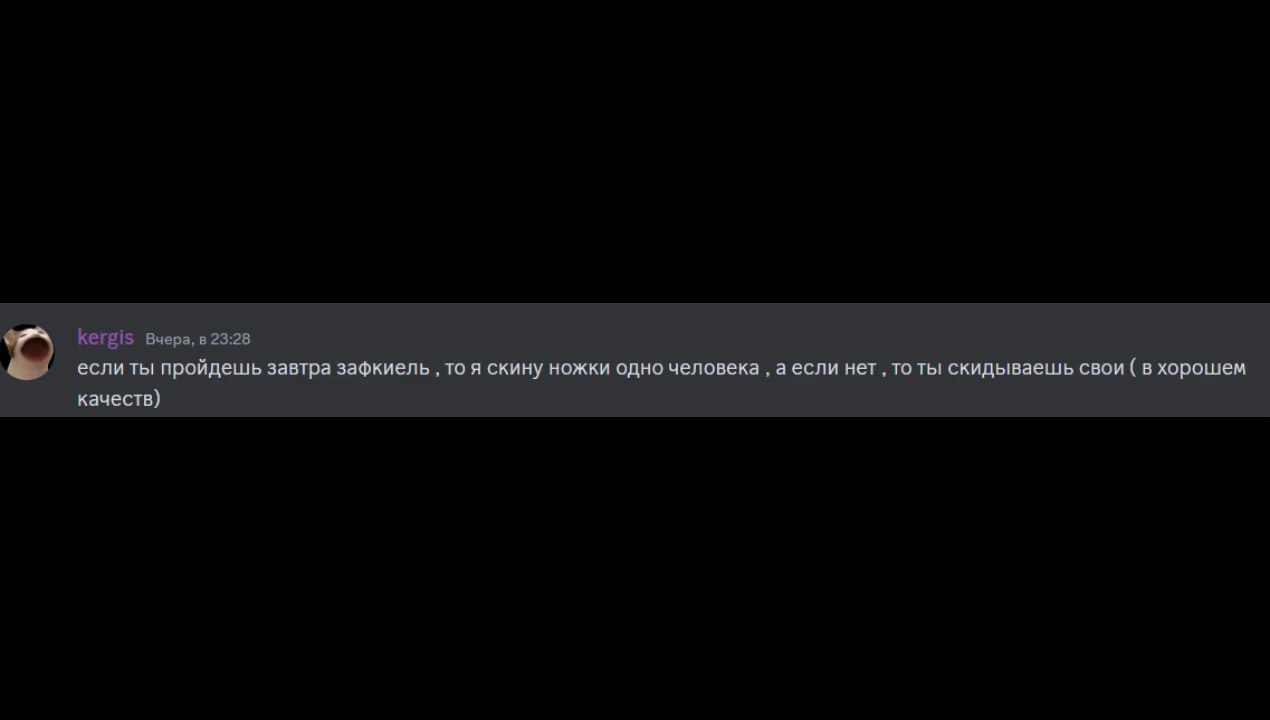 kergis Вчера, в 23:28
если ты пройдешь завтра зафкиель , то я скину ножки одно человека , а если нет , то ты скидываешь свои ( в хорошем
качеств)